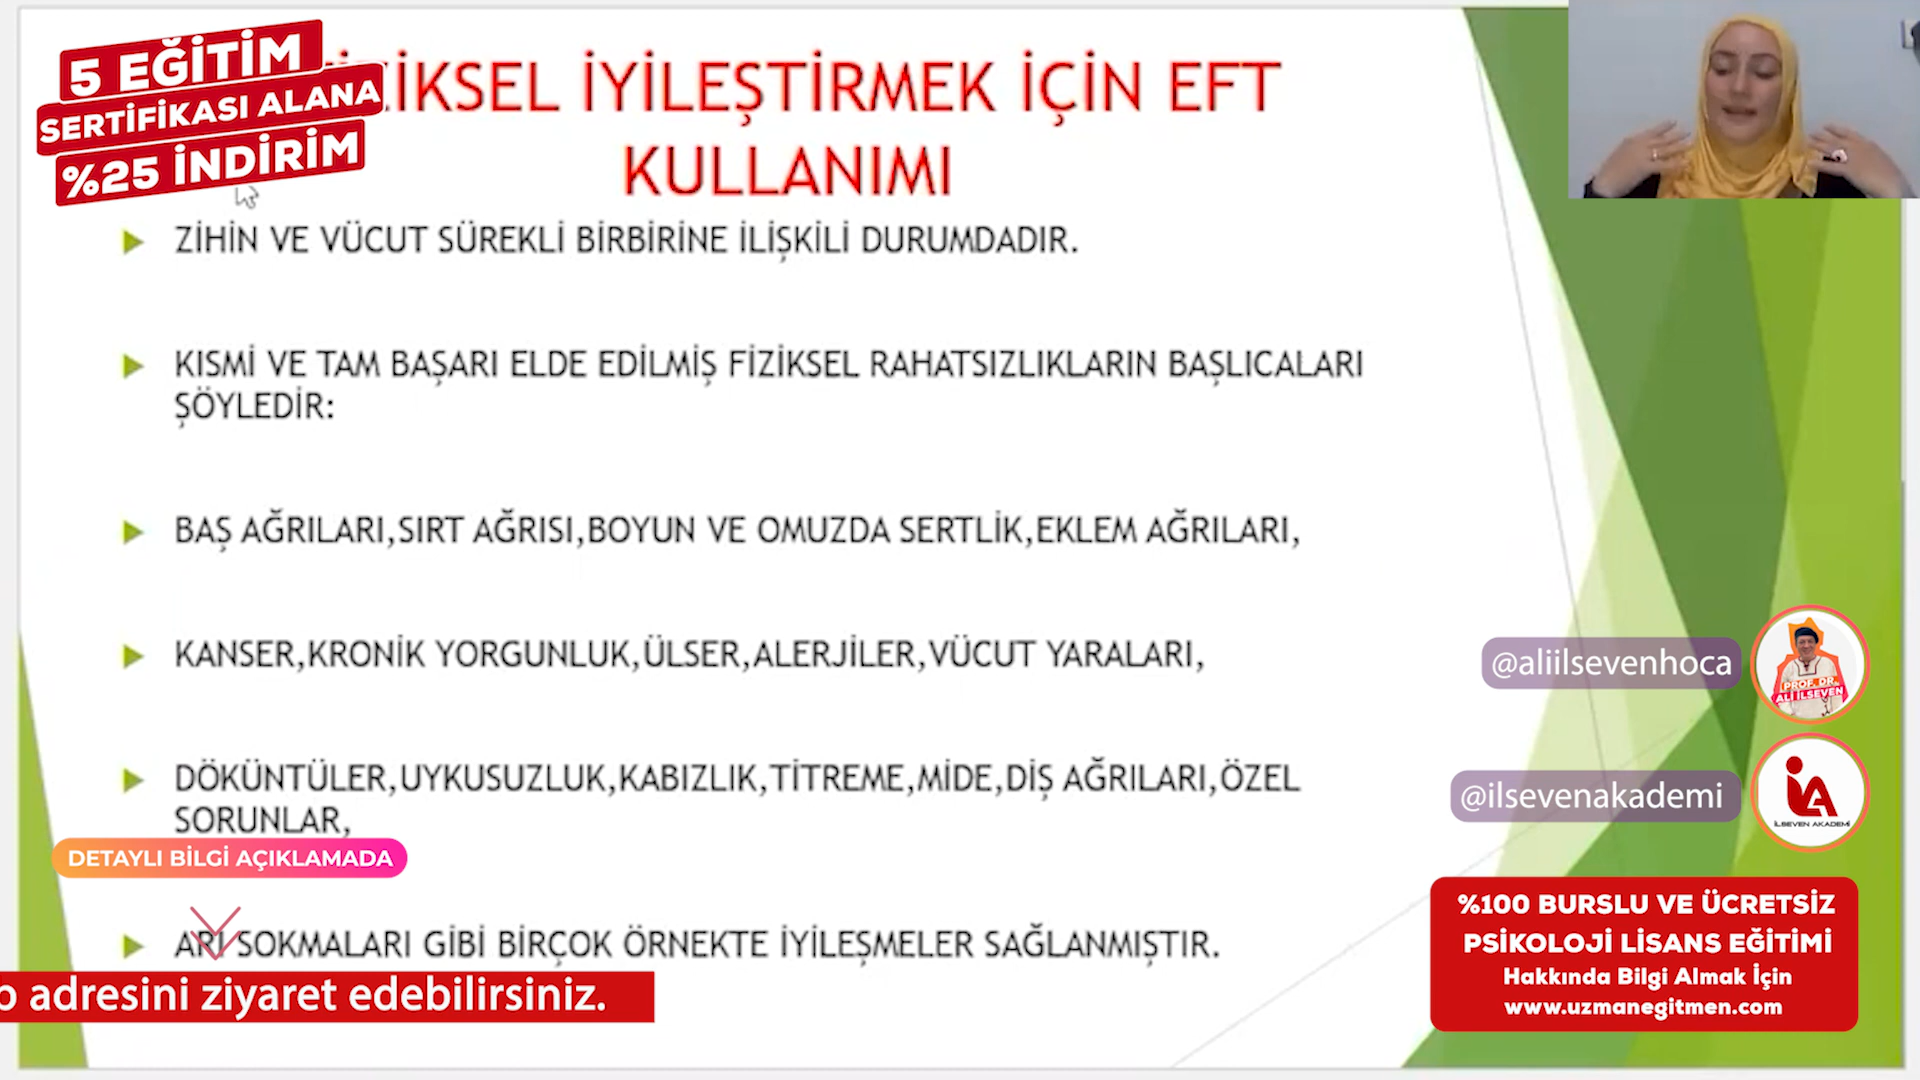 5 EĞİTİM
SERTİFİKASI ALANA
%25 İNDİRİM
İYİLEŞTİRMEK İÇİN EFT
KULLANIMI
ZİHİN VE VÜCUT SÜREKLİ BİRBİRİNE İLİŞKİLİ DURUMDADIR.
KISMİ VE TAM BAŞARI ELDE EDİLMİŞ FİZİKSEL RAHATSIZLIKLARIN BAŞLICALARI
ŞÖYLEDİR:
BAŞ AĞRILARI,SIRT AĞRISI,BOYUN VE OMUZDA SERTLİK,EKLEM AĞRILARI,
KANSER,KRONİK YORGUNLUK,ÜLSER,ALERJİLER,VÜCUT YARALARI,
DÖKÜNTÜLER,UYKUSUZLUK,KABIZLIK,TİTREME,MİDE,DİŞ AĞRILARI,ÖZEL
SORUNLAR,
ARI SOKMALARI GİBİ BİRÇOK ÖRNEKTE İYİLEŞMELER SAĞLANMIŞTIR.
DETAYLI BİLGİ AÇIKLAMADA
adresini ziyaret edebilirsiniz.
@aliilsevenhoca
PROF. DR.
ALİ İLSEVEN
@ilsevenakademi
İLSEVEN AKADEMİ
%100 BURSLU VE ÜCRETSİZ
PSİKOLOJİ LİSANS EĞİTİMİ
Hakkında Bilgi Almak İçin
www.uzmanegitmen.com